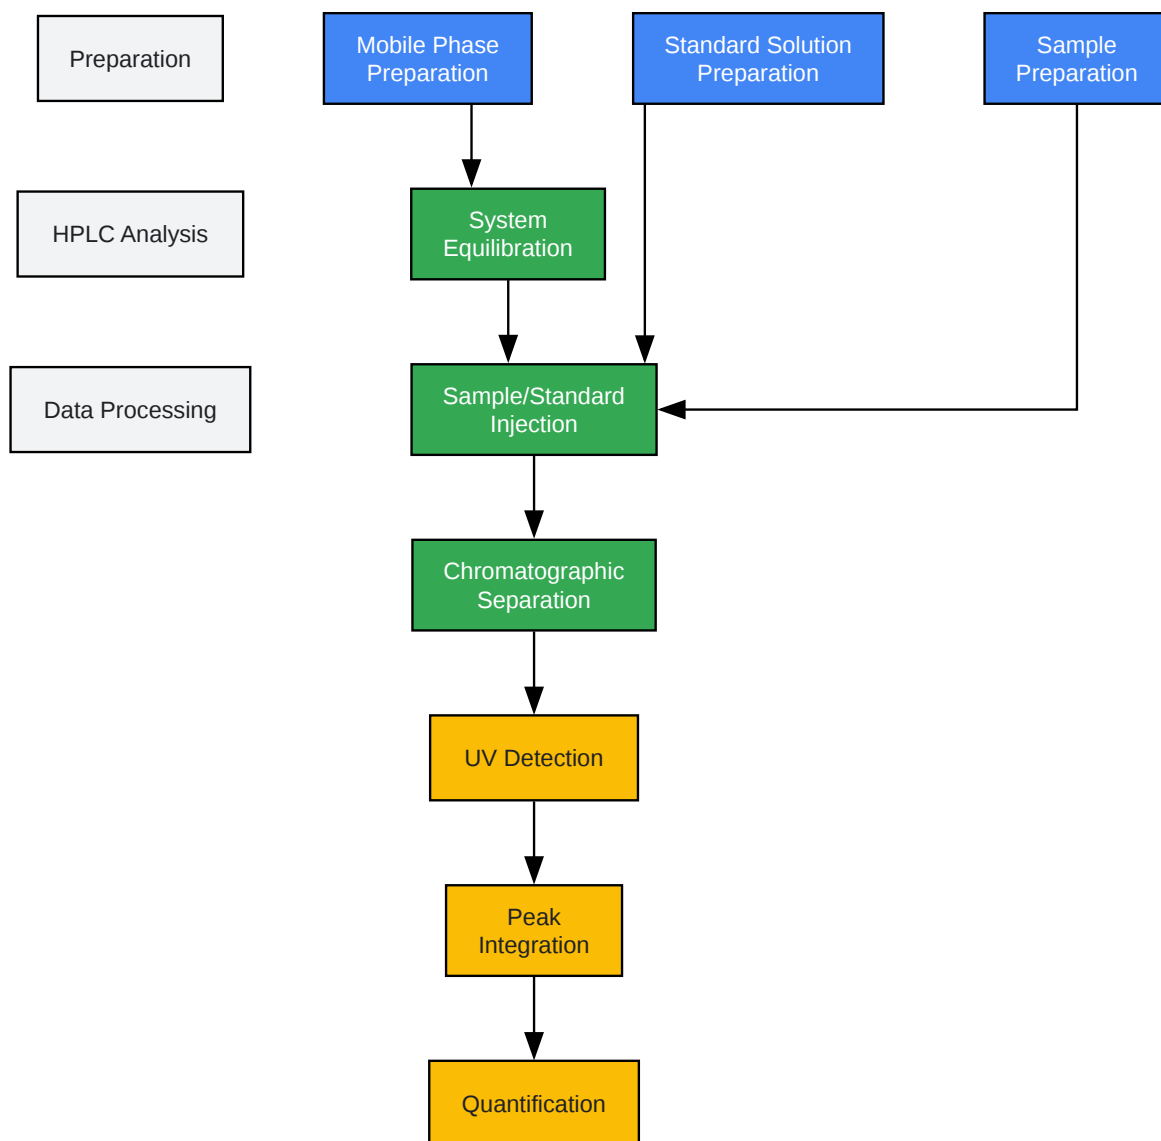 Preparation
Mobile Phase
Preparation
Standard Solution
Preparation
Sample
Preparation
HPLC Analysis
System
Equilibration
Data Processing
Sample/Standard
Injection
Chromatographic
Separation
UV Detection
Peak
Integration
Quantification